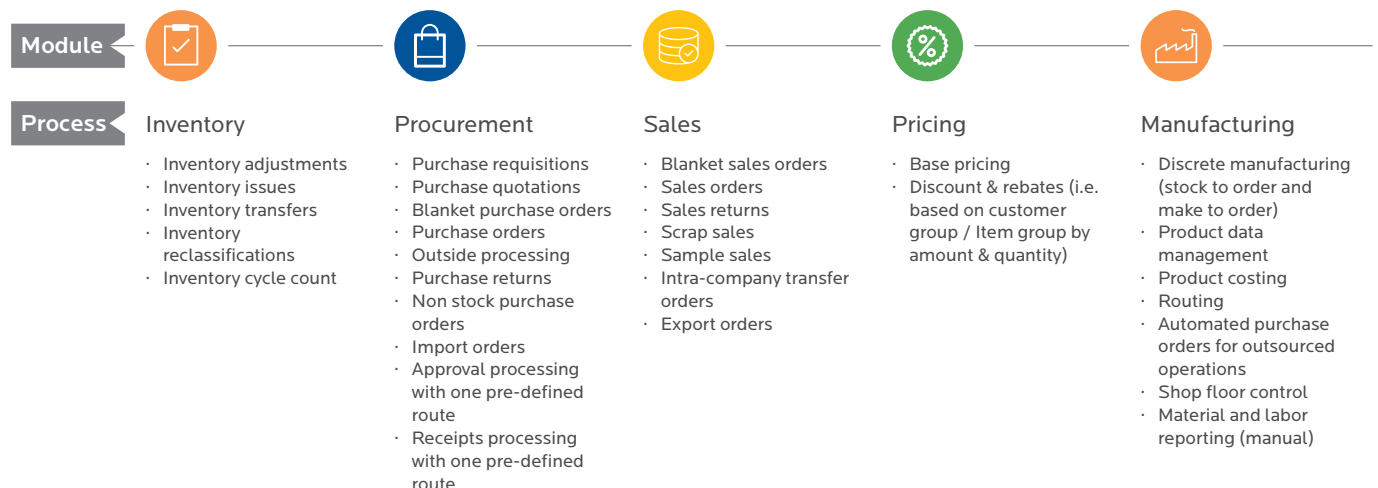 Module
Process
Inventory
· Inventory adjustments
· Inventory issues
· Inventory transfers
· Inventory
reclassifications
· Inventory cycle count
Procurement
· Purchase requisitions
· Purchase quotations
· Blanket purchase orders
· Purchase orders
· Outside processing
· Purchase returns
· Non stock purchase
orders
· Import orders
· Approval processing
with one pre-defined
route
· Receipts processing
with one pre-defined
route
Sales
· Blanket sales orders
· Sales orders
· Sales returns
· Scrap sales
· Sample sales
· Intra-company transfer
orders
· Export orders
Pricing
· Base pricing
· Discount & rebates (i.e.
based on customer
group / Item group by
amount & quantity)
Manufacturing
· Discrete manufacturing
(stock to order and
make to order)
· Product data
management
· Product costing
· Routing
· Automated purchase
orders for outsourced
operations
· Shop floor control
· Material and labor
reporting (manual)